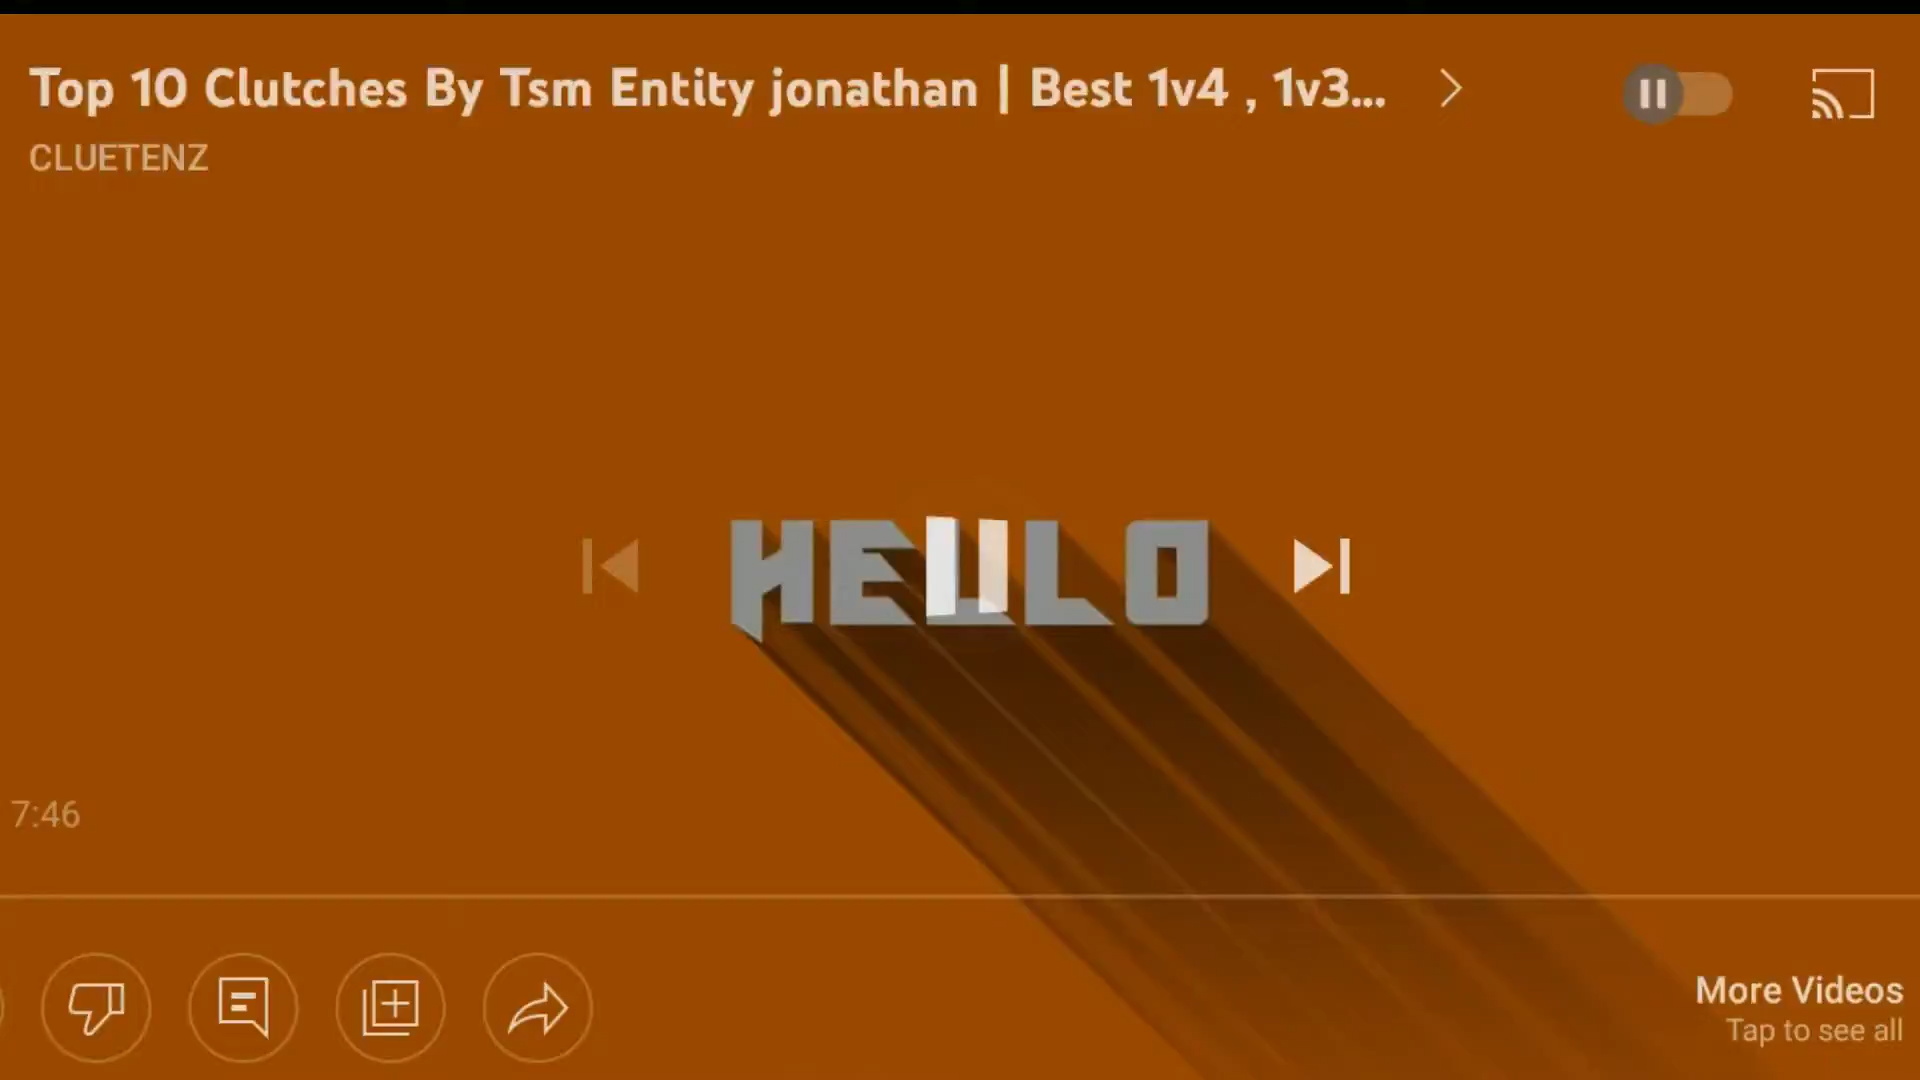 Top 10 Clutches By Tsm Entity jonathan | Best 1v4 , 1v3...
CLUETENZ
HELLO
7:46
More Videos
Tap to see all